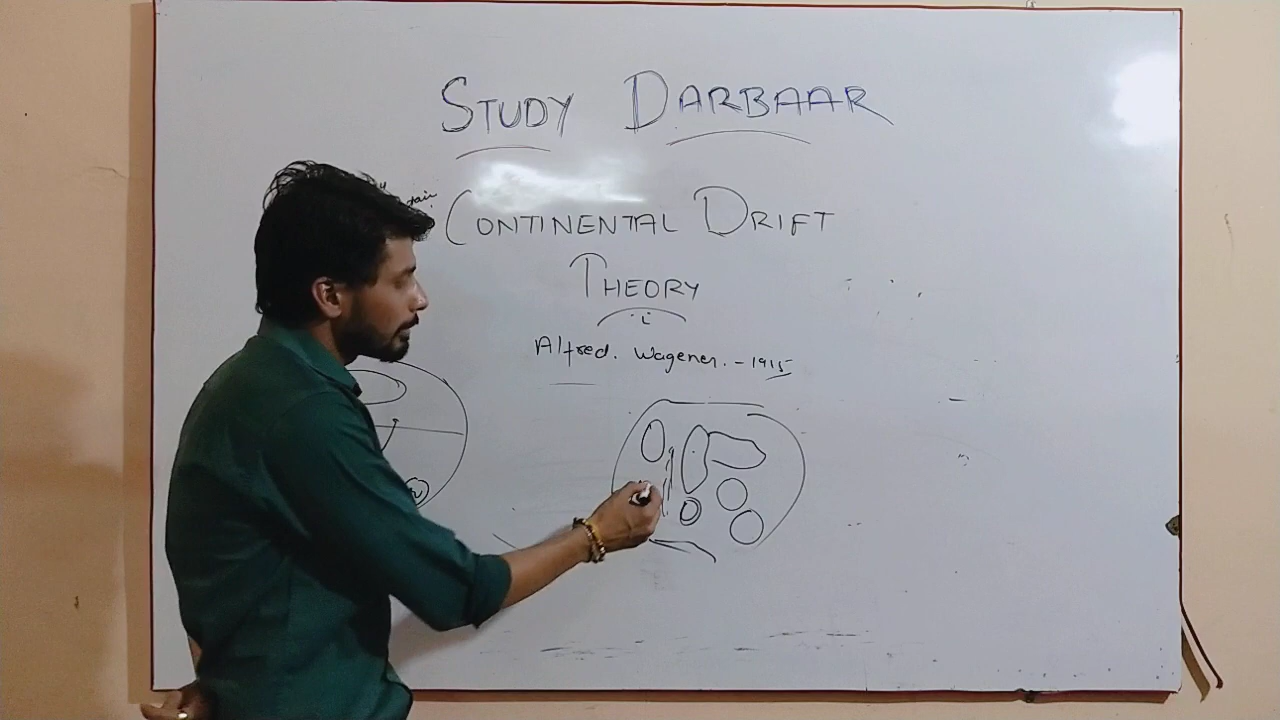 STUDY DARBAAR
CONTINENTAL DRIFT
THEORY
Alfred. Wagener. - 1915